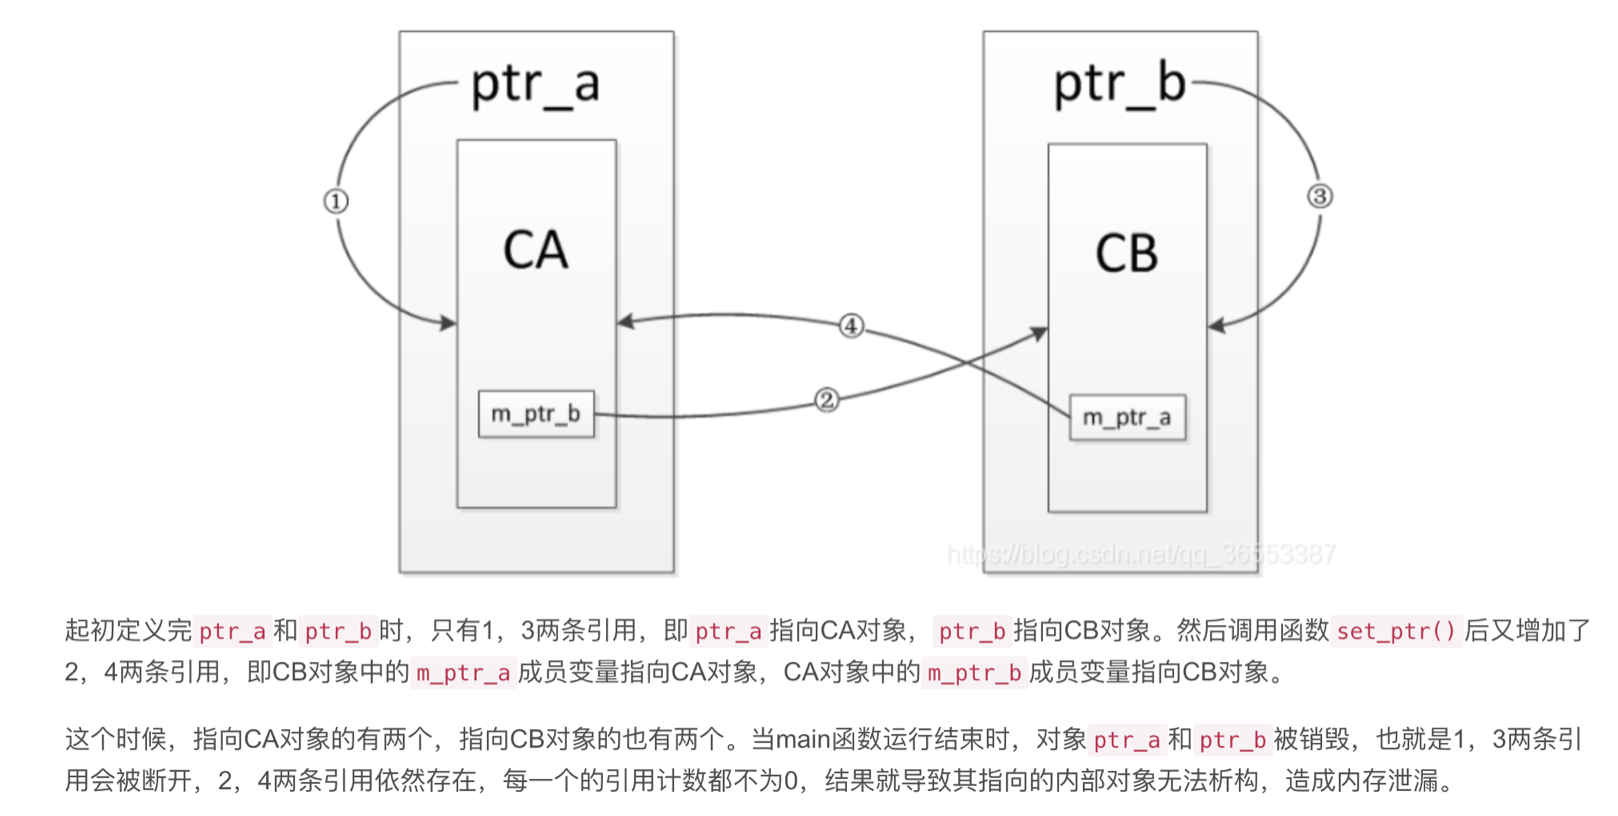 ptr_a
ptr_b
①
③
CA
CB
④
②
m_ptr_b
m_ptr_a
https://blog.csdn.net/qq_36553387
起初定义完ptr_a和ptr_b时，只有1，3两条引用，即ptr_a指向CA对象，ptr_b指向CB对象。然后调用函数set_ptr()后又增加了
2，4两条引用，即CB对象中的m_ptr_a成员变量指向CA对象，CA对象中的m_ptr_b成员变量指向CB对象。
这个时候，指向CA对象的有两个，指向CB对象的也有两个。当main函数运行结束时，对象ptr_a和ptr_b被销毁，也就是1，3两条引
用会被断开，2，4两条引用依然存在，每一个的引用计数都不为0，结果就导致其指向的内部对象无法析构，造成内存泄漏。